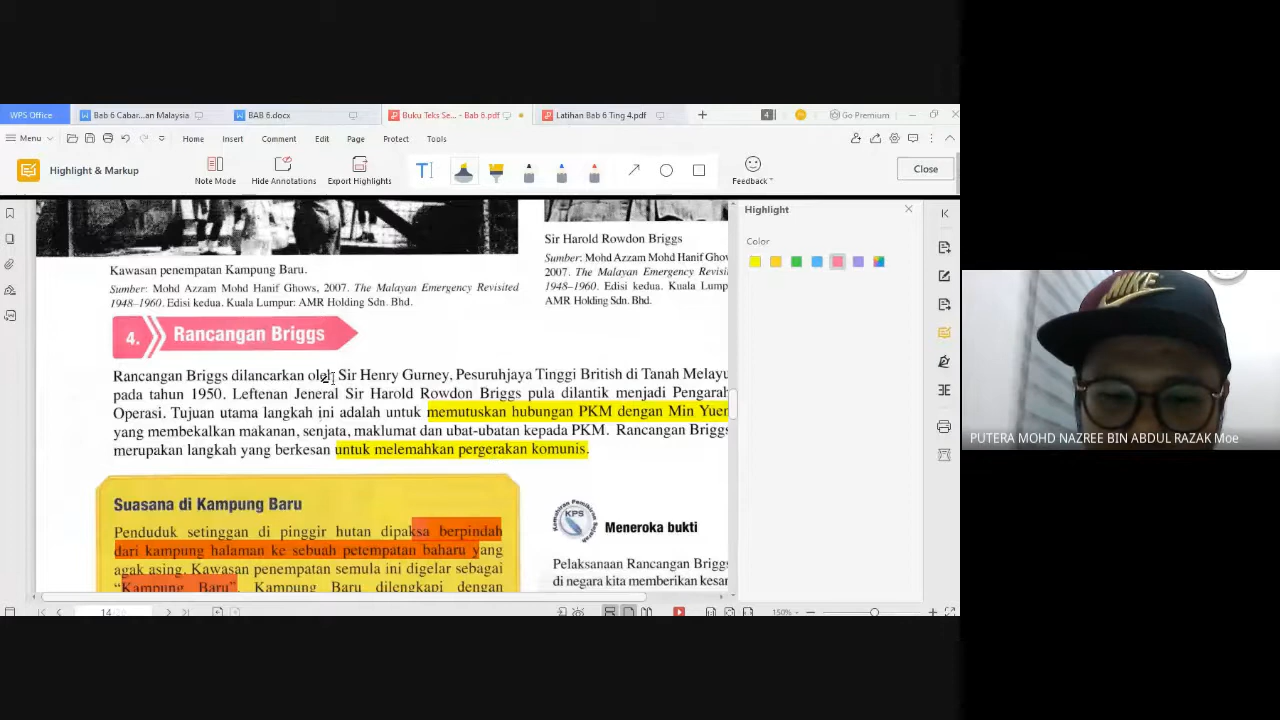 WPS Office
Bab 6 Cabar...an Malaysia
BAB 6.docx
Buku Teks Se... - Bab 6.pdf
Latihan Bab 6 Ting 4.pdf
4
Go Premium
Menu
Home
Insert
Comment
Edit
Page
Protect
Tools
Highlight & Markup
Note Mode
Hide Annotations
Export Highlights
Feedback
Close
Highlight
Color
Kawasan penempatan Kampung Baru.
Sumber: Mohd Azzam Mohd Hanif Ghows, 2007. The Malayan Emergency Revisited
1948–1960. Edisi kedua. Kuala Lumpur: AMR Holding Sdn. Bhd.
Sir Harold Rowdon Briggs
Sumber: Mohd Azzam Mohd Hanif Ghow
2007. The Malayan Emergency Revisi
1948–1960. Edisi kedua. Kuala Lump
AMR Holding Sdn. Bhd.
4. Rancangan Briggs
Rancangan Briggs dilancarkan oleh Sir Henry Gurney, Pesuruhjaya Tinggi British di Tanah Melayu
pada tahun 1950. Leftenan Jeneral Sir Harold Rowdon Briggs pula dilantik menjadi Pengarah
Operasi. Tujuan utama langkah ini adalah untuk memutuskan hubungan PKM dengan Min Yuen
yang membekalkan makanan, senjata, maklumat dan ubat-ubatan kepada PKM. Rancangan Briggs
merupakan langkah yang berkesan untuk melemahkan pergerakan komunis.
Suasana di Kampung Baru
Penduduk setinggan di pinggir hutan dipaksa berpindah
dari kampung halaman ke sebuah petempatan baharu yang
agak asing. Kawasan penempatan semula ini digelar sebagai
“Kampung Baru”. Kampung Baru dilengkapi dengan
KPS
Meneroka bukti
Pelaksanaan Rancangan Briggs
di negara kita memberikan kesan
14
150%
NIKE
PUTERA MOHD NAZREE BIN ABDUL RAZAK Moe